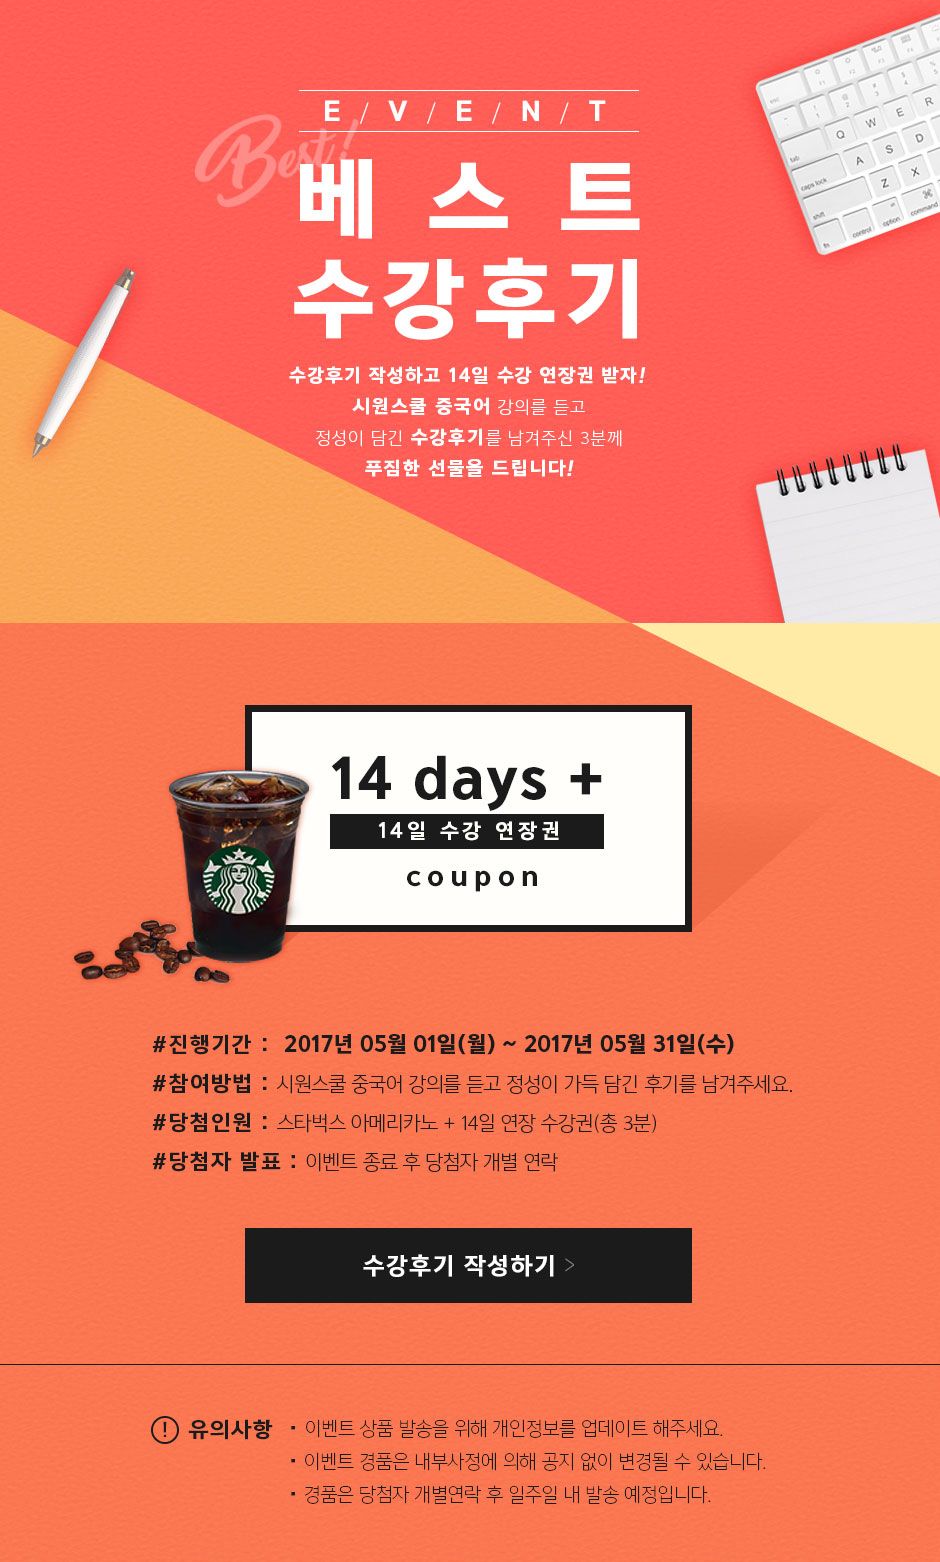 E/V/E/N/T
Best!
베스트
수강후기
수강후기 작성하고 14일 수강 연장권 받자!
시원스쿨 중국어 강의를 듣고
정성이 담긴 수강후기를 남겨주신 3분께
푸짐한 선물을 드립니다!
esc
tab
Q W E R
caps lock
A S D
shift
Z X
fn control option command
14 days +
14일 수강 연장권
coupon
#진행기간 : 2017년 05월 01일(월) ~ 2017년 05월 31일(수)
#참여방법 : 시원스쿨 중국어 강의를 듣고 정성이 가득 담긴 후기를 남겨주세요.
#당첨인원 : 스타벅스 아메리카노 + 14일 연장 수강권(총 3분)
#당첨자 발표 : 이벤트 종료 후 당첨자 개별 연락
수강후기 작성하기 >
! 유의사항
· 이벤트 상품 발송을 위해 개인정보를 업데이트 해주세요.
· 이벤트 경품은 내부사정에 의해 공지 없이 변경될 수 있습니다.
· 경품은 당첨자 개별연락 후 일주일 내 발송 예정입니다.